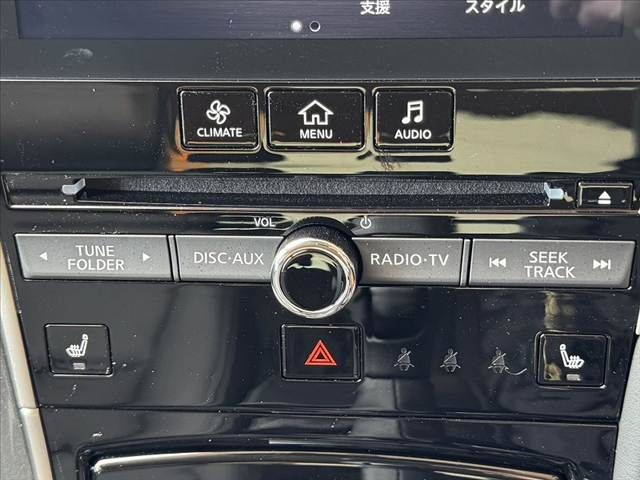 支援
スタイル
CLIMATE
MENU
AUDIO
VOL
TUNE
FOLDER
DISC·AUX
RADIO·TV
SEEK
TRACK